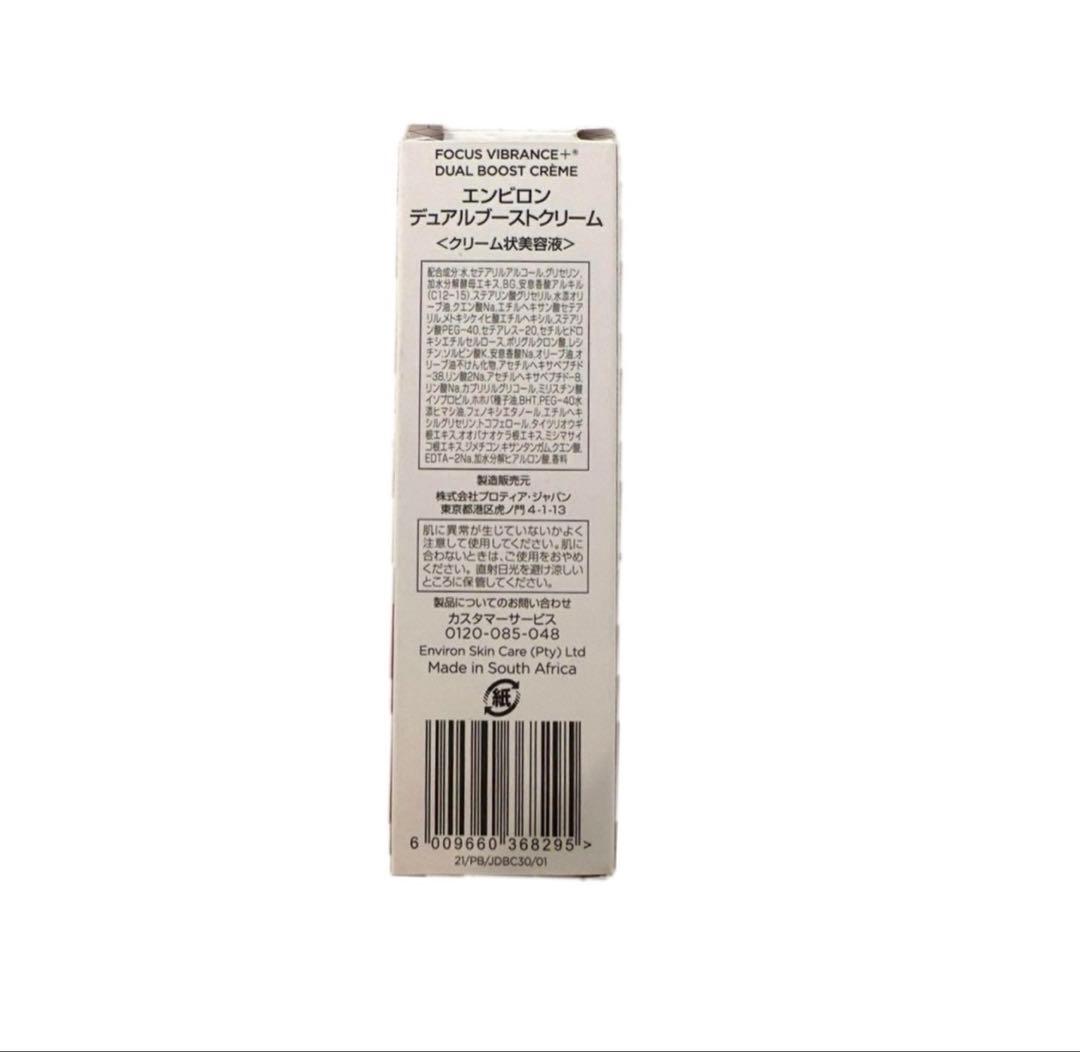 FOCUS VIBRANCE+®
DUAL BOOST CRÈME
エンビロン
デュアルブーストクリーム
<クリーム状美容液>
配合成分:水,セテアリルアルコール,グリセリン,
加水分解酵母エキス,BG,安息香酸アルキル
(C12-15),ステアリン酸グリセリル,水添オリ
ーブ油,クエン酸Na,エチルヘキサン酸セテア
リル,メトキシケイヒ酸エチルヘキシル,ステアリ
ン酸PEG-40,セテアレス-20,セチルヒドロ
キシエチルセルロース,ポリグルクロン酸,レシ
チン,ソルビン酸K,安息香酸Na,オリーブ油,オ
リーブ油不けん化物,アセチルヘキサペプチド
-38,リン酸2Na,アセチルヘキサペプチド-8,
リン酸Na,カプリリルグリコール,ミリスチン酸
イソプロピル,ホホバ種子油,BHT,PEG-40水
添ヒマシ油,フェノキシエタノール,エチルヘキ
シルグリセリン,トコフェロール,タイツリオウギ
根エキス,オオバナオケラ根エキス,ミシマサイ
コ根エキス,ジメチコン,キサンタンガム,クエン酸,
EDTA-2Na,加水分解ヒアルロン酸,香料
製造販売元
株式会社プロティア・ジャパン
東京都港区虎ノ門4-1-13
肌に異常が生じていないかよく
注意して使用してください。肌に
合わないときは、ご使用をおやめ
ください。直射日光を避け涼しい
ところに保管してください。
製品についてのお問い合わせ
カスタマーサービス
0120-085-048
Environ Skin Care (Pty) Ltd
Made in South Africa
紙
6 009660 368295 >
21/PB/JDBC30/01